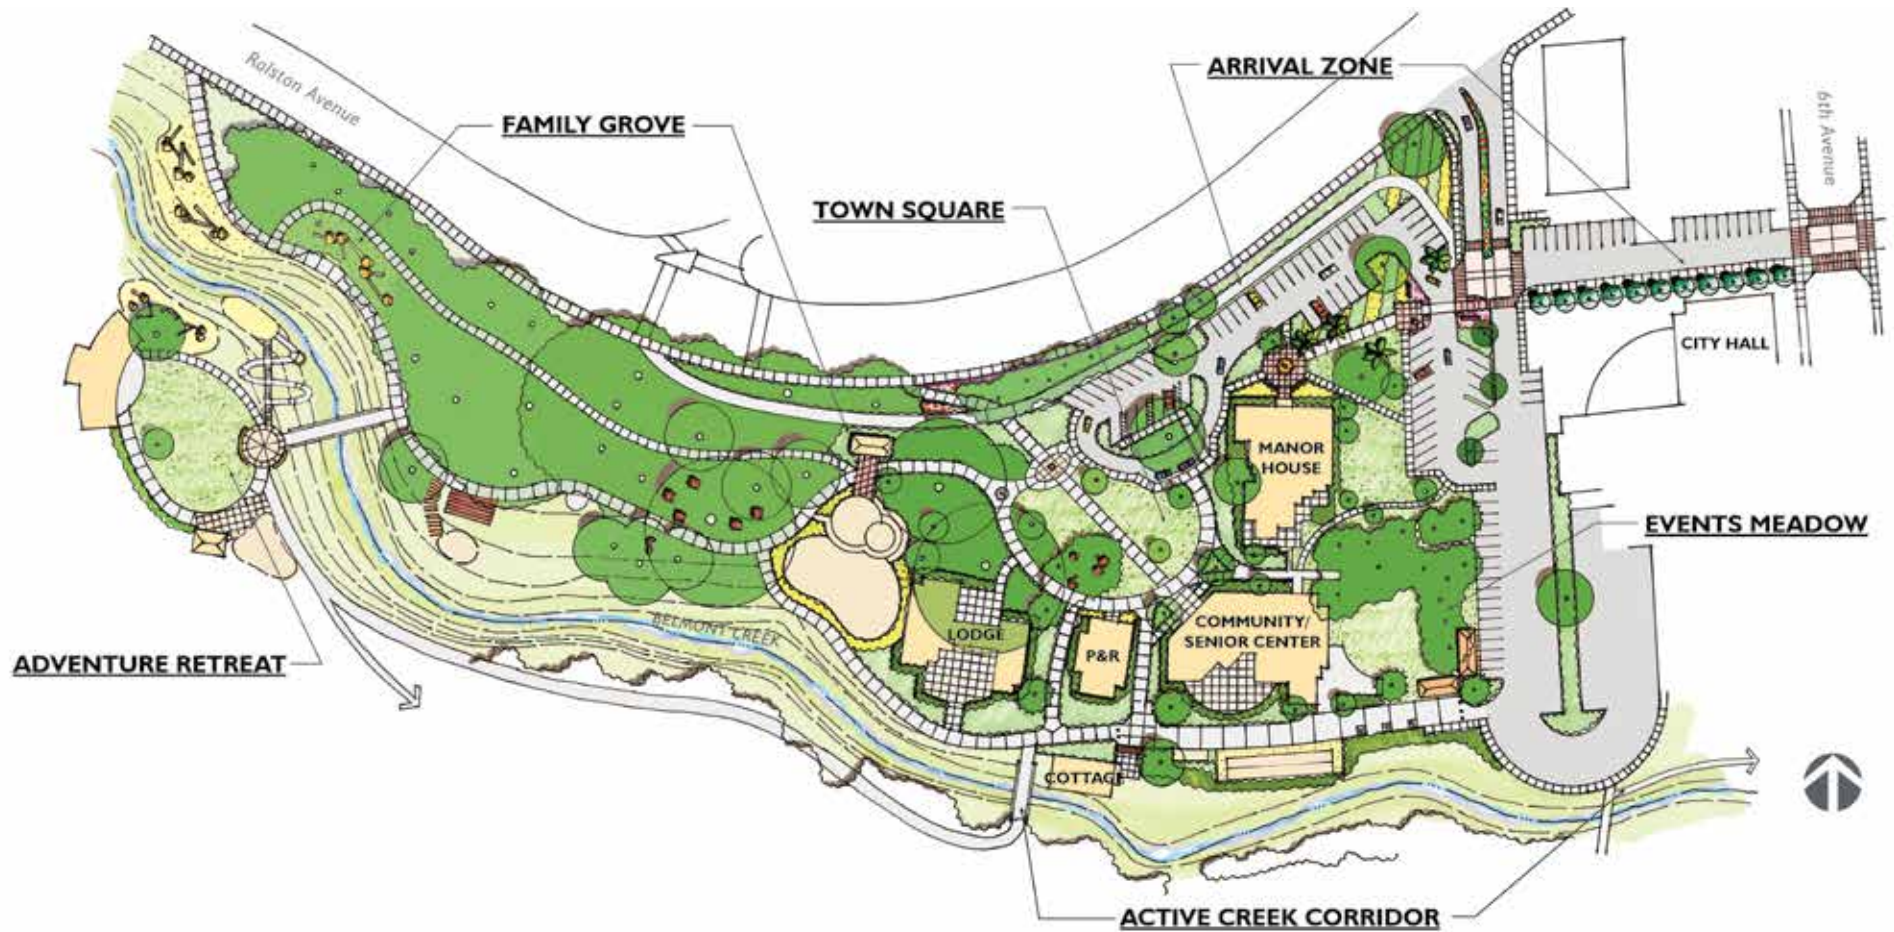 Ralston Avenue
ARRIVAL ZONE
6th Avenue
FAMILY GROVE
TOWN SQUARE
CITY HALL
MANOR
HOUSE
EVENTS MEADOW
BELMONT CREEK
LODGE
COMMUNITY/
SENIOR CENTER
P&R
ADVENTURE RETREAT
COTTAGE
ACTIVE CREEK CORRIDOR